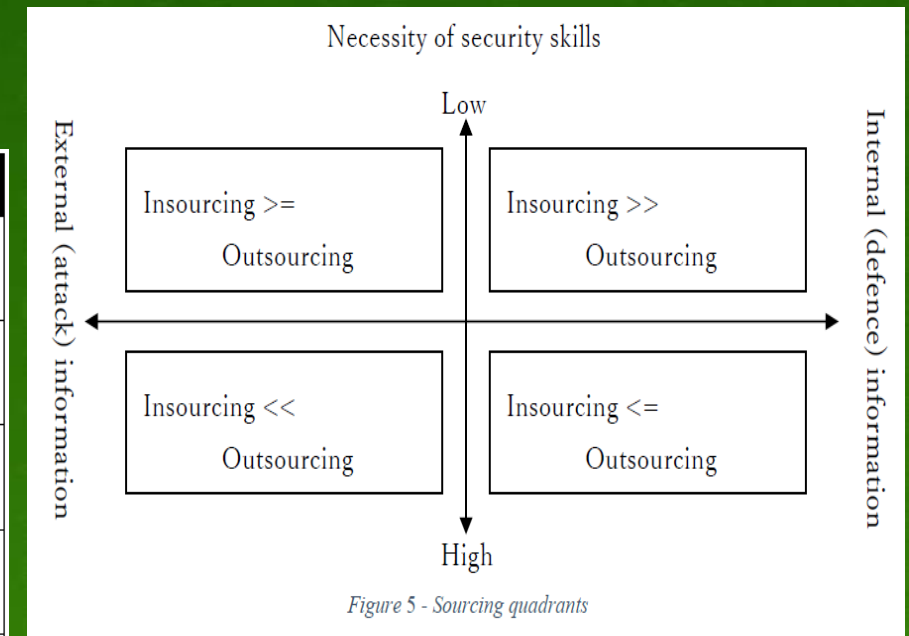 Necessity of security skills
Low
External (attack) information
Internal (defence) information
Insourcing >=
Outsourcing
Insourcing >>
Outsourcing
Insourcing <<
Outsourcing
Insourcing <=
Outsourcing
High
Figure 5 - Sourcing quadrants